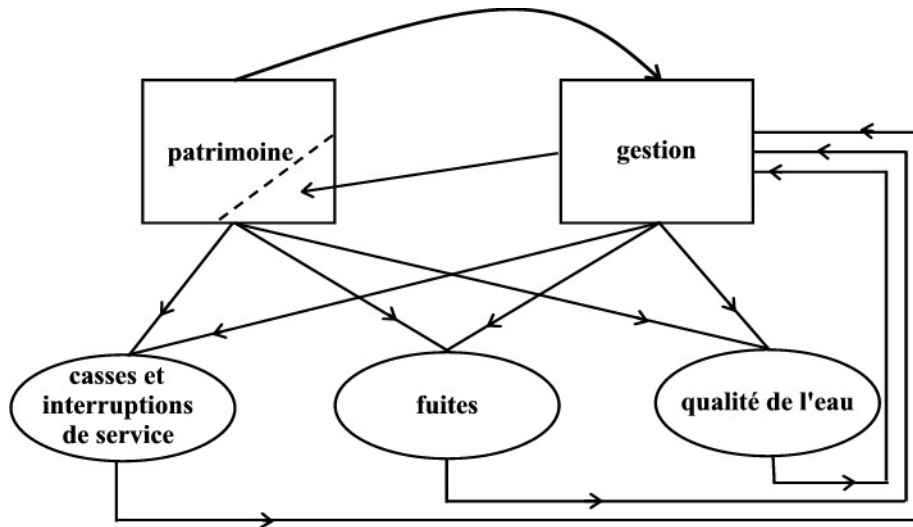 patrimoine
gestion
casses et
interruptions
de service
fuites
qualité de l'eau